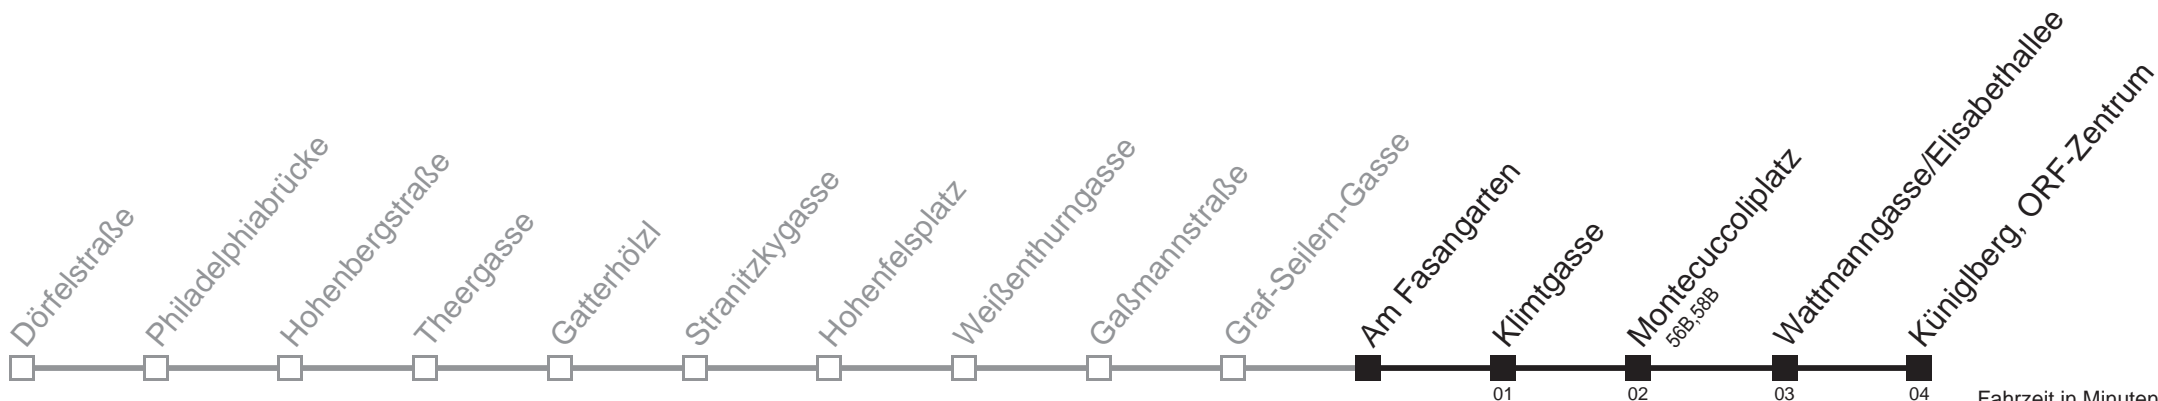 Dörfelstraße
Philadelphiabrücke
Hohenbergstraße
Theergasse
Gatterhölzl
Stranitzkygasse
Hohenfelsplatz
Weißenthurngasse
Gaßmannstraße
Graf-Seilern-Gasse
Am Fasangarten
Klimtgasse
Montecuccoliplatz
56B,58B
Wattmanngasse/Elisabethallee
Küniglberg, ORF-Zentrum
01 02 03 04 Fahrzeit in Minuten